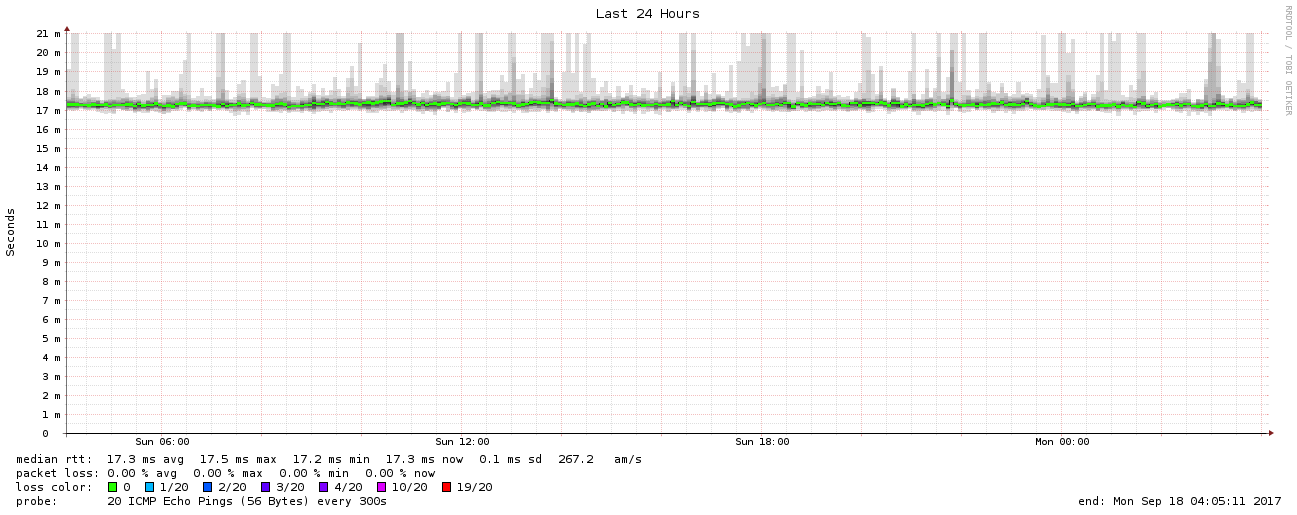 Last 24 Hours
RRDTOOL / TOBI OETIKER
Seconds
21 m
20 m
19 m
18 m
17 m
16 m
15 m
14 m
13 m
12 m
11 m
10 m
9 m
8 m
7 m
6 m
5 m
4 m
3 m
2 m
1 m
0
Sun 06:00 Sun 12:00 Sun 18:00 Mon 00:00
median rtt: 17.3 ms avg 17.5 ms max 17.2 ms min 17.3 ms now 0.1 ms sd 267.2 am/s
packet loss: 0.00 % avg 0.00 % max 0.00 % min 0.00 % now
loss color: 0 1/20 2/20 3/20 4/20 10/20 19/20
probe: 20 ICMP Echo Pings (56 Bytes) every 300s end: Mon Sep 18 04:05:11 2017